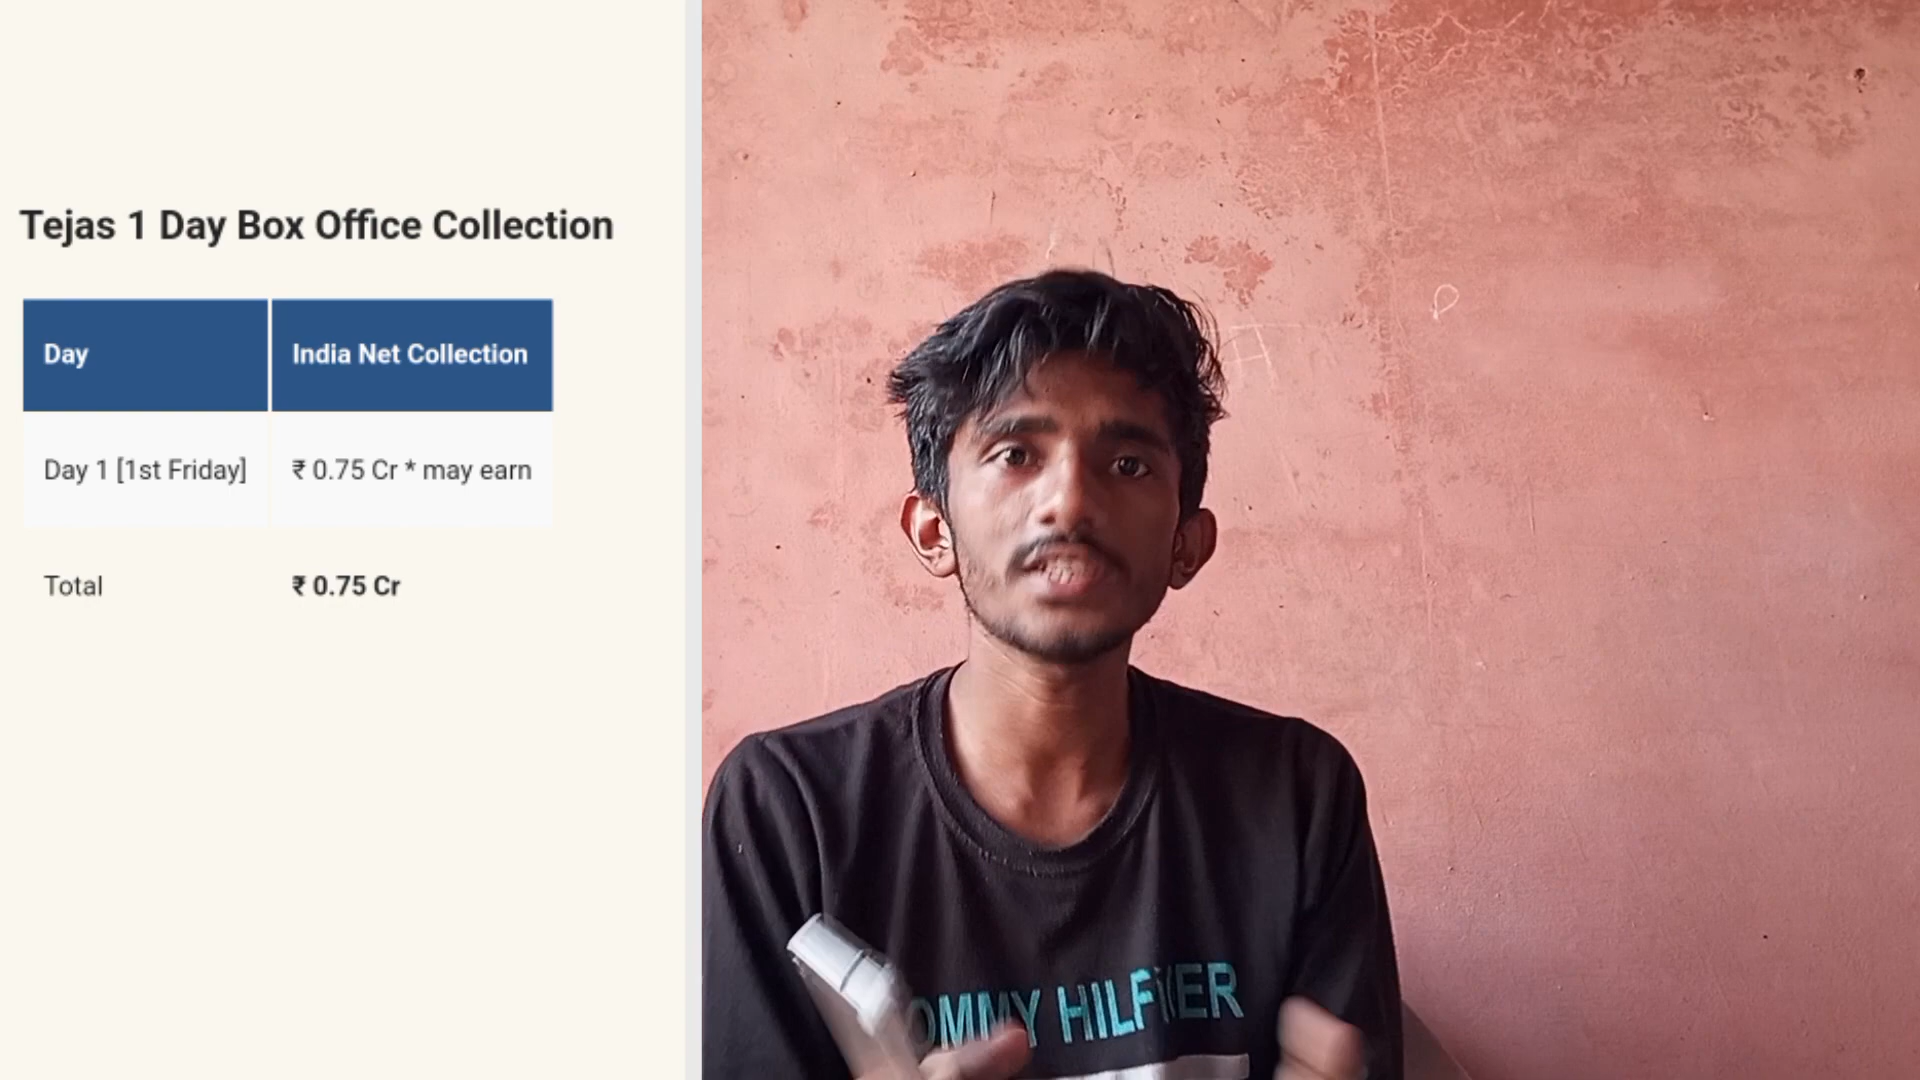 Tejas 1 Day Box Office Collection
Day India Net Collection
Day 1 [1st Friday] ₹ 0.75 Cr * may earn
Total ₹ 0.75 Cr
HILFIGER